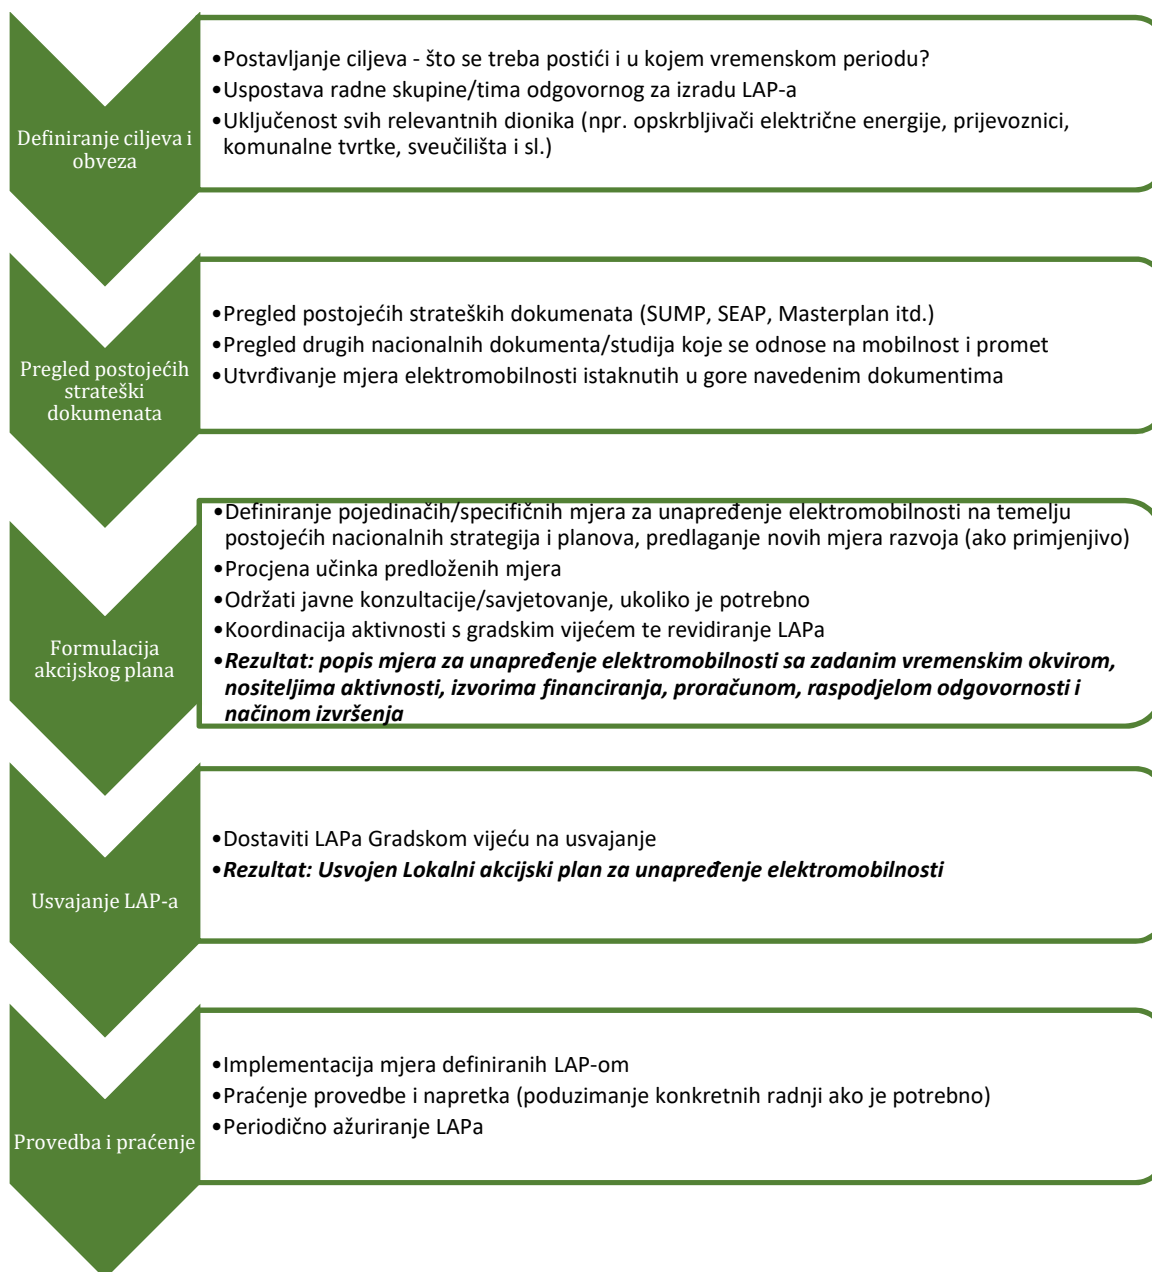 Definiranje ciljeva i
obveza
•Postavljanje ciljeva - što se treba postići i u kojem vremenskom periodu?
•Uspostava radne skupine/tima odgovornog za izradu LAP-a
•Uključenost svih relevantnih dionika (npr. opskrbljivači električne energije, prijevoznici,
komunalne tvrtke, sveučilišta i sl.)
Pregled postojećih
strateški
dokumenata
•Pregled postojećih strateških dokumenata (SUMP, SEAP, Masterplan itd.)
•Pregled drugih nacionalnih dokumenta/studija koje se odnose na mobilnost i promet
•Utvrđivanje mjera elektromobilnosti istaknutih u gore navedenim dokumentima
Formulacija
akcijskog plana
•Definiranje pojedinačih/specifičnih mjera za unapređenje elektromobilnosti na temelju
postojećih nacionalnih strategija i planova, predlaganje novih mjera razvoja (ako primjenjivo)
•Procjena učinka predloženih mjera
•Održati javne konzultacije/savjetovanje, ukoliko je potrebno
•Koordinacija aktivnosti s gradskim vijećem te revidiranje LAPa
•Rezultat: popis mjera za unapređenje elektromobilnosti sa zadanim vremenskim okvirom,
nositeljima aktivnosti, izvorima financiranja, proračunom, raspodjelom odgovornosti i
načinom izvršenja
Usvajanje LAP-a
•Dostaviti LAPa Gradskom vijeću na usvajanje
•Rezultat: Usvojen Lokalni akcijski plan za unapređenje elektromobilnosti
Provedba i praćenje
•Implementacija mjera definiranih LAP-om
•Praćenje provedbe i napretka (poduzimanje konkretnih radnji ako je potrebno)
•Periodično ažuriranje LAPa